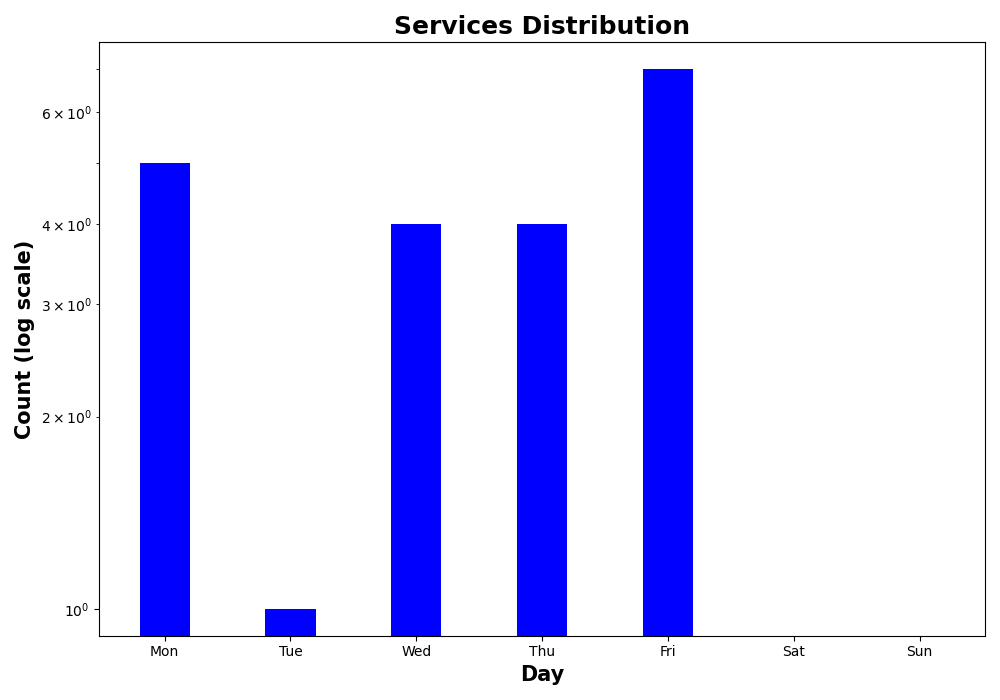 Services Distribution
Count (log scale)
6 × 10⁰
4 × 10⁰
3 × 10⁰
2 × 10⁰
10⁰
Mon Tue Wed Thu Fri Sat Sun
Day